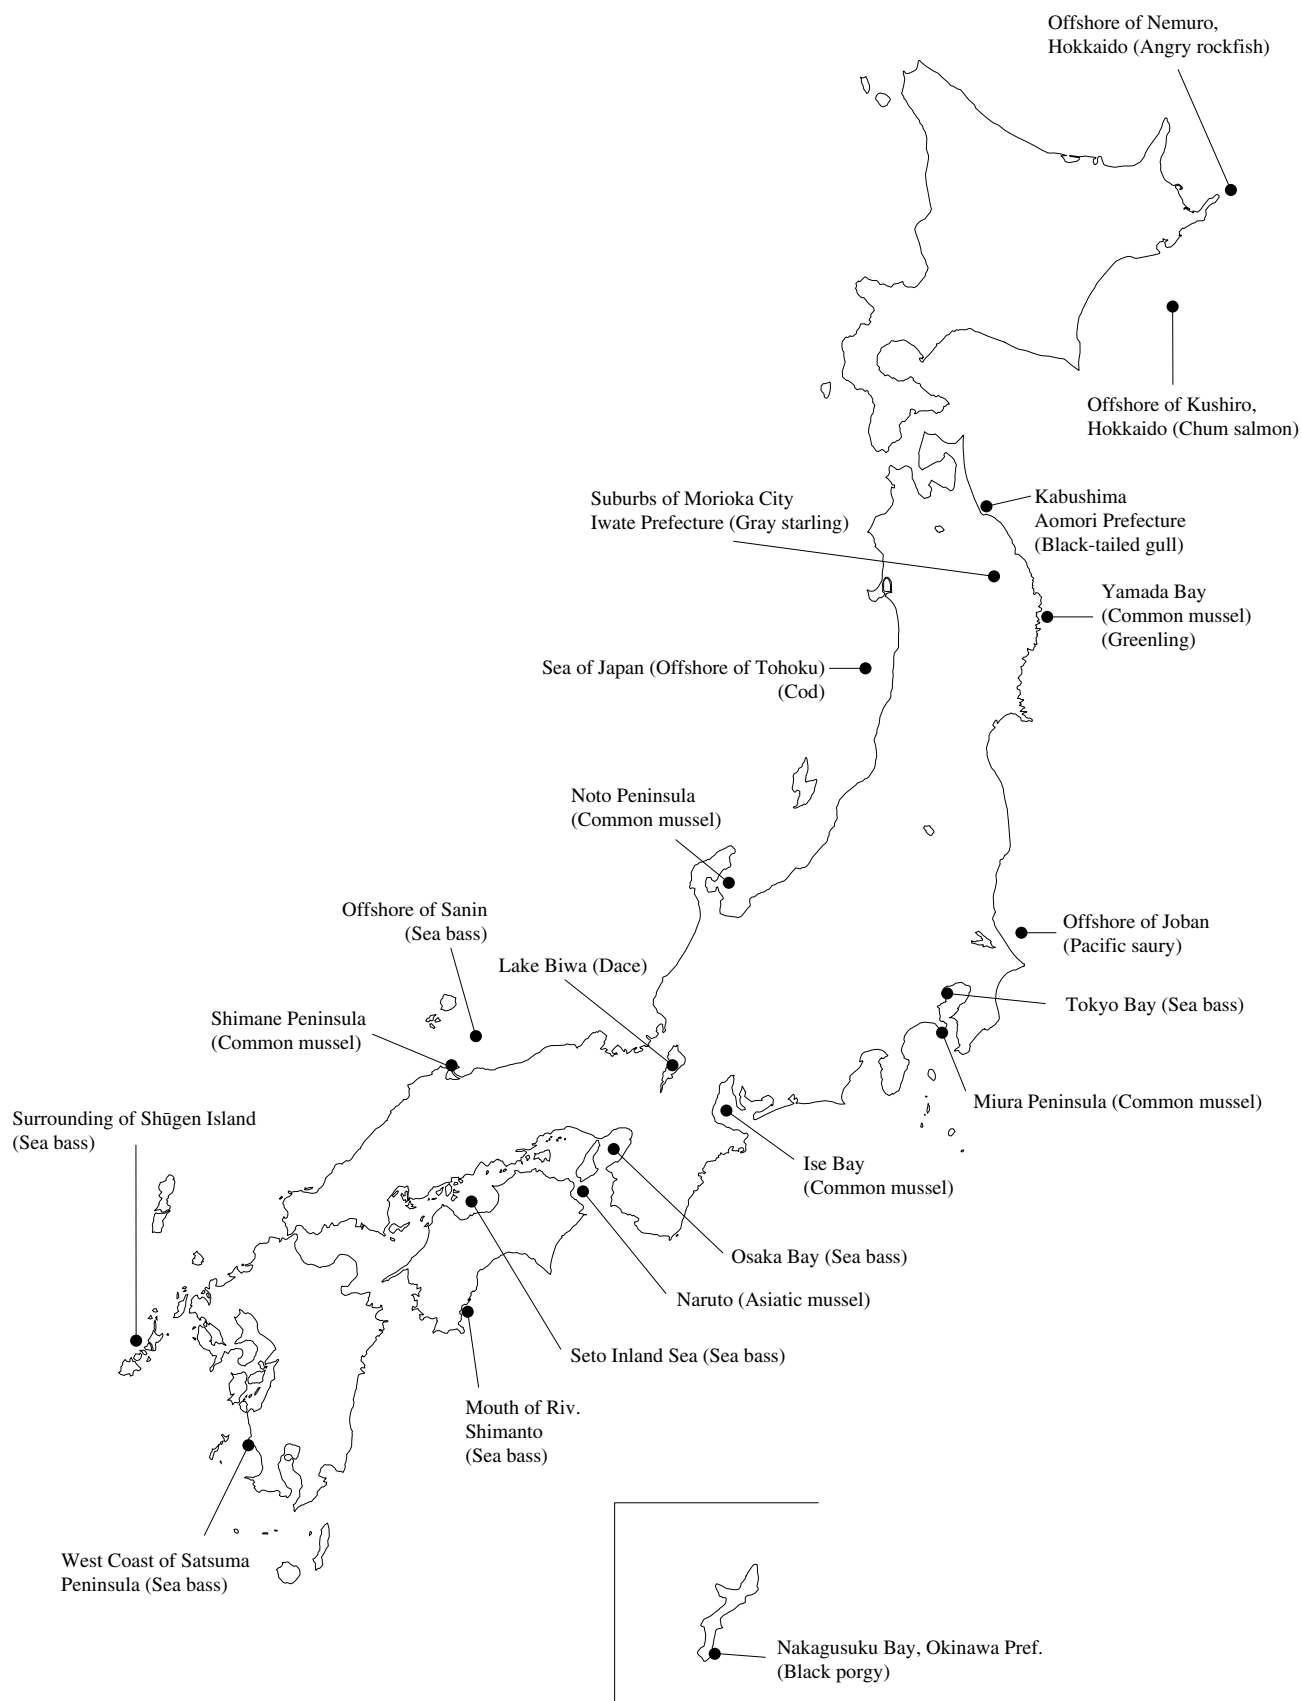 Offshore of Nemuro,
Hokkaido (Angry rockfish)
Offshore of Kushiro,
Hokkaido (Chum salmon)
Suburbs of Morioka City
Iwate Prefecture (Gray starling)
Kabushima
Aomori Prefecture
(Black-tailed gull)
Yamada Bay
(Common mussel)
(Greenling)
Sea of Japan (Offshore of Tohoku)
(Cod)
Noto Peninsula
(Common mussel)
Offshore of Sanin
(Sea bass)
Offshore of Joban
(Pacific saury)
Lake Biwa (Dace)
Tokyo Bay (Sea bass)
Shimane Peninsula
(Common mussel)
Miura Peninsula (Common mussel)
Surrounding of Shūgen Island
(Sea bass)
Ise Bay
(Common mussel)
Osaka Bay (Sea bass)
Naruto (Asiatic mussel)
Seto Inland Sea (Sea bass)
Mouth of Riv.
Shimanto
(Sea bass)
West Coast of Satsuma
Peninsula (Sea bass)
Nakagusuku Bay, Okinawa Pref.
(Black porgy)